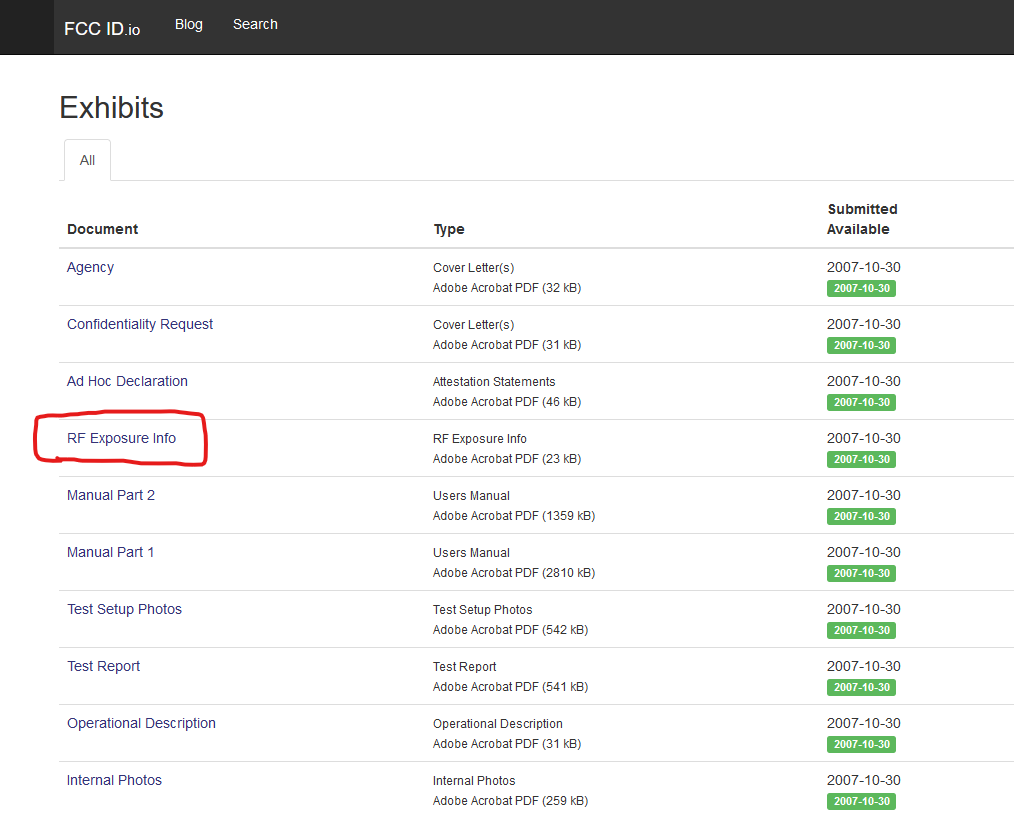 FCC ID.io Blog Search
Exhibits
All
Submitted
Document Type Available
Agency Cover Letter(s) 2007-10-30
Adobe Acrobat PDF (32 kB) 2007-10-30
Confidentiality Request Cover Letter(s) 2007-10-30
Adobe Acrobat PDF (31 kB) 2007-10-30
Ad Hoc Declaration Attestation Statements 2007-10-30
Adobe Acrobat PDF (46 kB) 2007-10-30
RF Exposure Info RF Exposure Info 2007-10-30
Adobe Acrobat PDF (23 kB) 2007-10-30
Manual Part 2 Users Manual 2007-10-30
Adobe Acrobat PDF (1359 kB) 2007-10-30
Manual Part 1 Users Manual 2007-10-30
Adobe Acrobat PDF (2810 kB) 2007-10-30
Test Setup Photos Test Setup Photos 2007-10-30
Adobe Acrobat PDF (542 kB) 2007-10-30
Test Report Test Report 2007-10-30
Adobe Acrobat PDF (541 kB) 2007-10-30
Operational Description Operational Description 2007-10-30
Adobe Acrobat PDF (31 kB) 2007-10-30
Internal Photos Internal Photos 2007-10-30
Adobe Acrobat PDF (259 kB) 2007-10-30